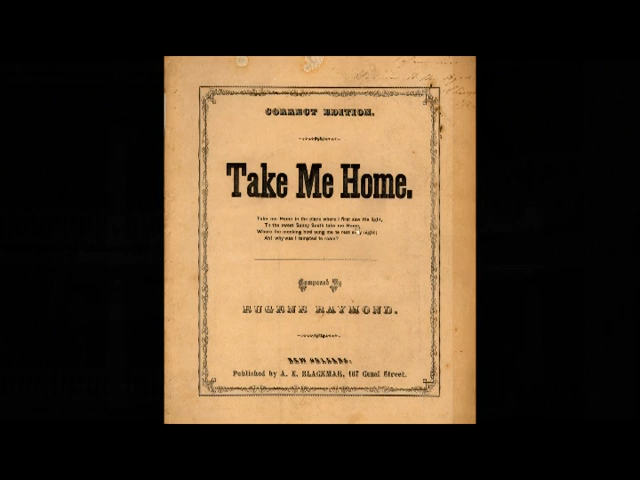 CORRECT EDITION.
Take Me Home.
Take me Home to the place where I first saw the light,
To the sweet Sunny South take me Home,
Where the mocking bird sung me to rest ev'ry night;
Ah! why was I tempted to roam?
Composed By
EUGENE RAYMOND.
NEW ORLEANS:
Published by A. E. BLACKMAR, 167 Canal Street.